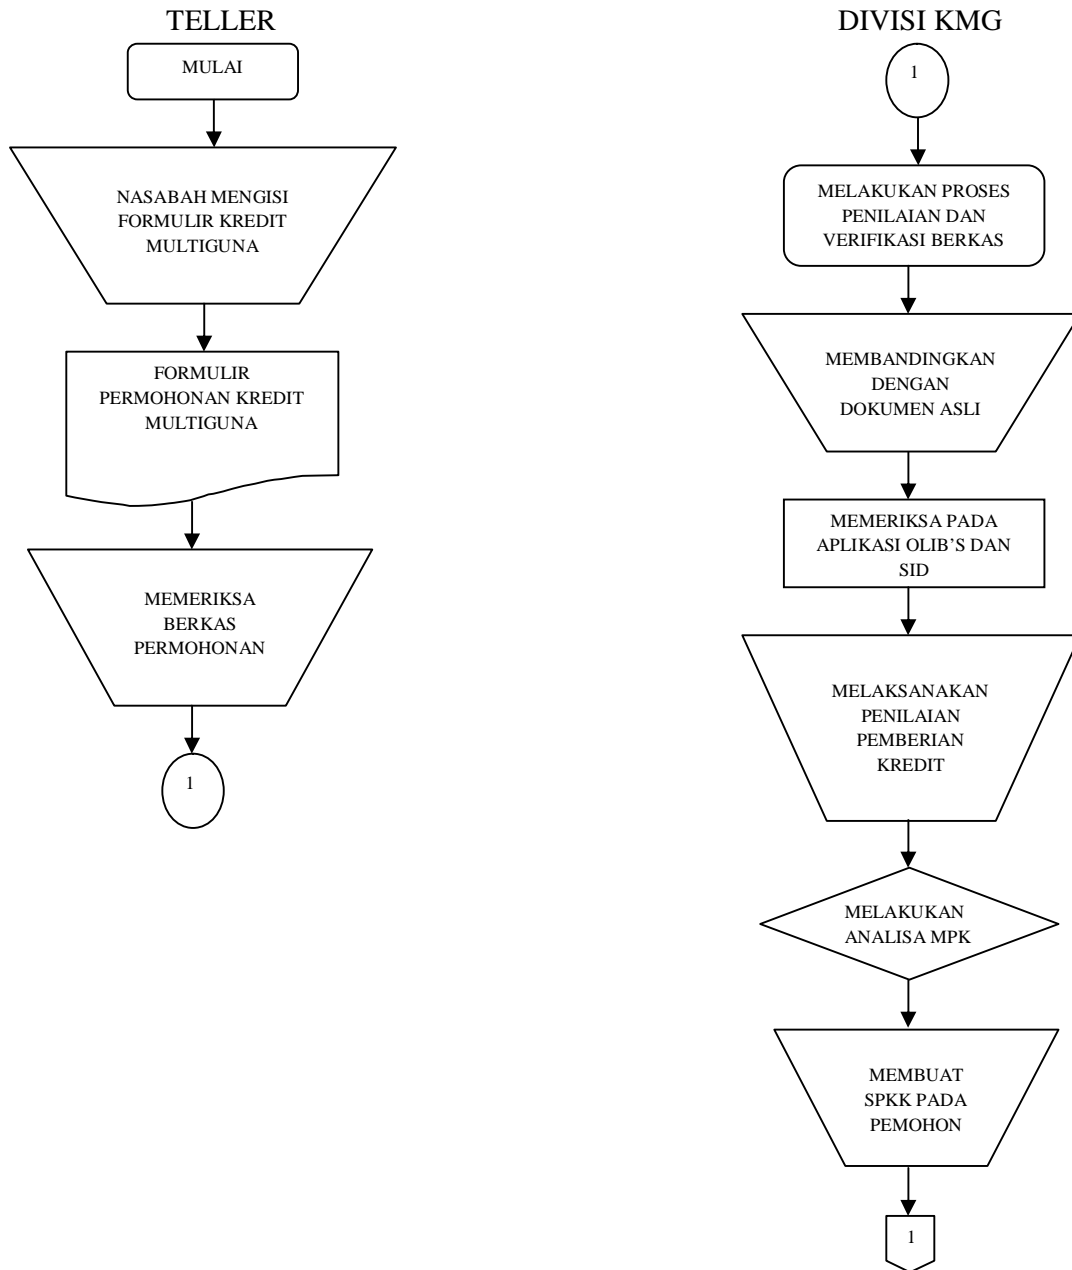 TELLER
MULAI
NASABAH MENGISI
FORMULIR KREDIT
MULTIGUNA
FORMULIR
PERMOHONAN KREDIT
MULTIGUNA
MEMERIKSA
BERKAS
PERMOHONAN
1
DIVISI KMG
1
MELAKUKAN PROSES
PENILAIAN DAN
VERIFIKASI BERKAS
MEMBANDINGKAN
DENGAN
DOKUMEN ASLI
MEMERIKSA PADA
APLIKASI OLIB’S DAN
SID
MELAKSANAKAN
PENILAIAN
PEMBERIAN
KREDIT
MELAKUKAN
ANALISA MPK
MEMBUAT
SPKK PADA
PEMOHON
1